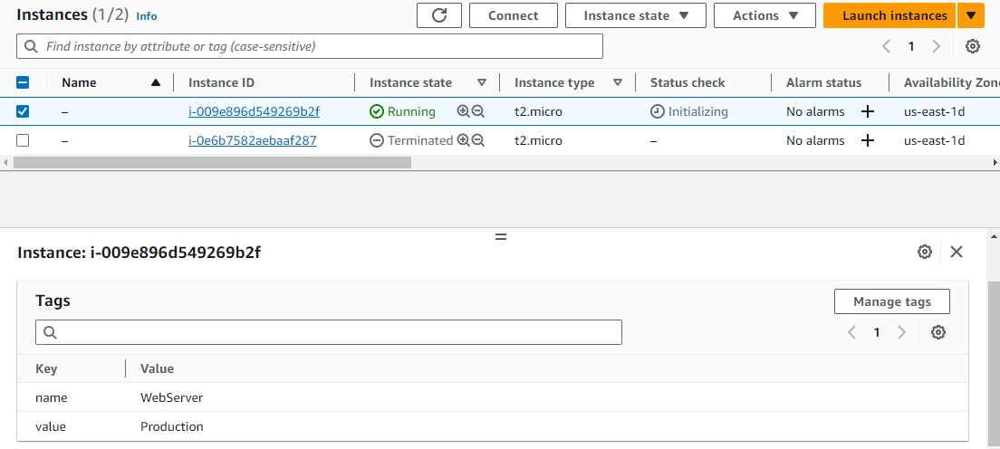 Instances (1/2) Info Connect Instance state Actions Launch instances
Find instance by attribute or tag (case-sensitive) 1
Name Instance ID Instance state Instance type Status check Alarm status Availability Zone
– i-009e896d549269b2f Running t2.micro Initializing No alarms us-east-1d
– i-0e6b7582aebaaf287 Terminated t2.micro – No alarms us-east-1d
Instance: i-009e896d549269b2f
Tags Manage tags
1
Key Value
name WebServer
value Production